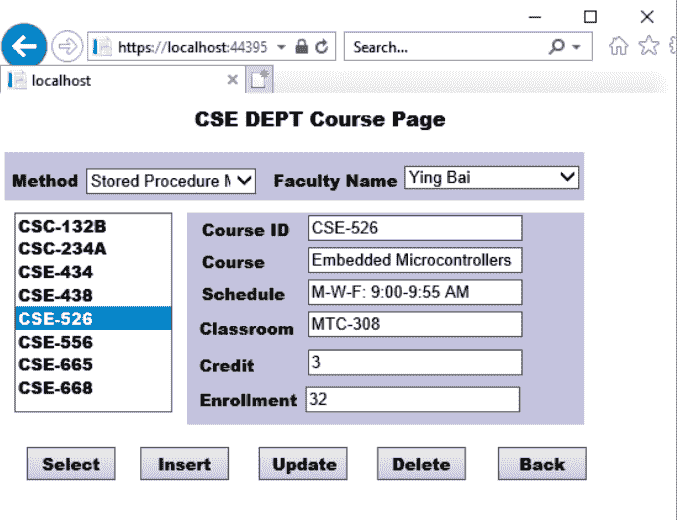 https://localhost:44395
Search...
localhost
CSE DEPT Course Page
Method Stored Procedure Faculty Name Ying Bai
CSC-132B
CSC-234A
CSE-434
CSE-438
CSE-526
CSE-556
CSE-665
CSE-668
Course ID CSE-526
Course Embedded Microcontrollers
Schedule M-W-F: 9:00-9:55 AM
Classroom MTC-308
Credit 3
Enrollment 32
Select Insert Update Delete Back